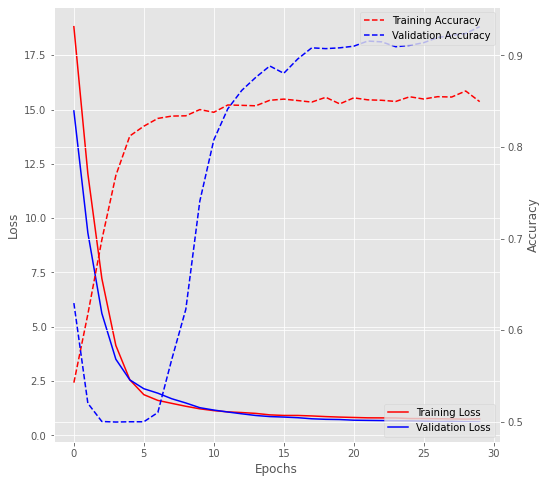 Training Accuracy
Validation Accuracy
17.5
15.0
12.5
10.0
7.5
5.0
2.5
0.0
Loss
0.9
0.8
0.7
0.6
0.5
Accuracy
Training Loss
Validation Loss
0 5 10 15 20 25 30
Epochs